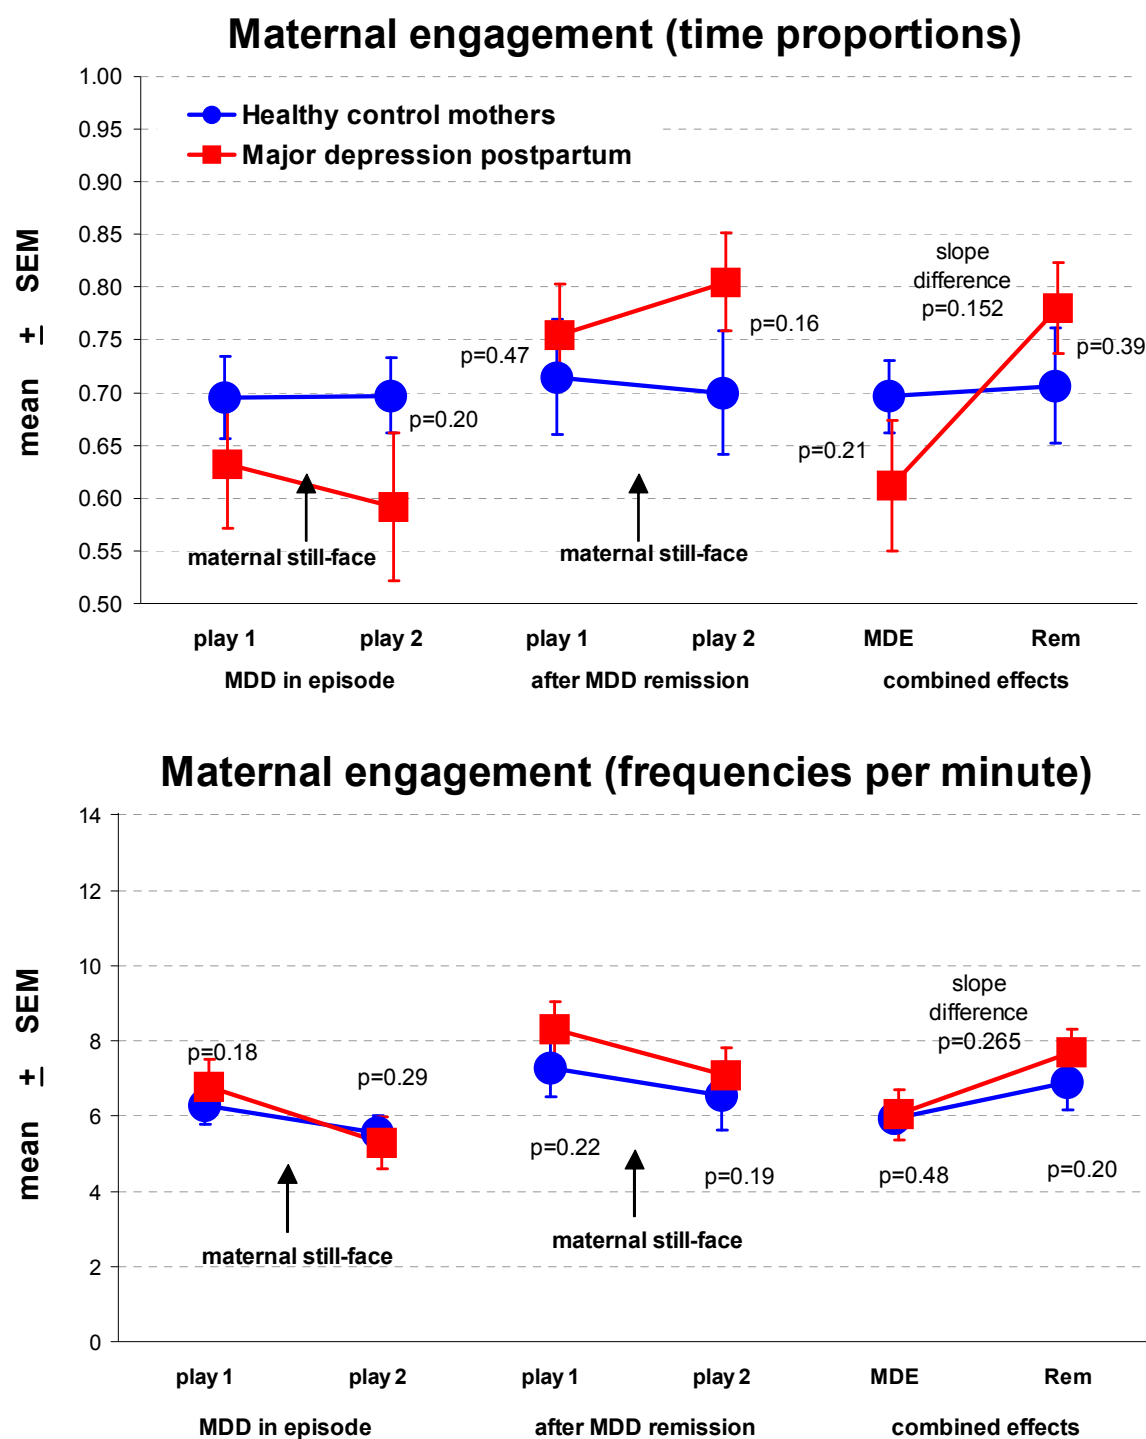 Maternal engagement (time proportions)
1.00
0.95
0.90
0.85
0.80
0.75
0.70
0.65
0.60
0.55
0.50
mean ± SEM
Healthy control mothers
Major depression postpartum
slope
difference
p=0.152
p=0.47
p=0.16
p=0.39
p=0.20
p=0.21
maternal still-face
maternal still-face
play 1 play 2 play 1 play 2 MDE Rem
MDD in episode after MDD remission combined effects
Maternal engagement (frequencies per minute)
14
12
10
8
6
4
2
0
mean ± SEM
slope
difference
p=0.265
p=0.18
p=0.29
p=0.22
p=0.19
p=0.48
p=0.20
maternal still-face
maternal still-face
play 1 play 2 play 1 play 2 MDE Rem
MDD in episode after MDD remission combined effects